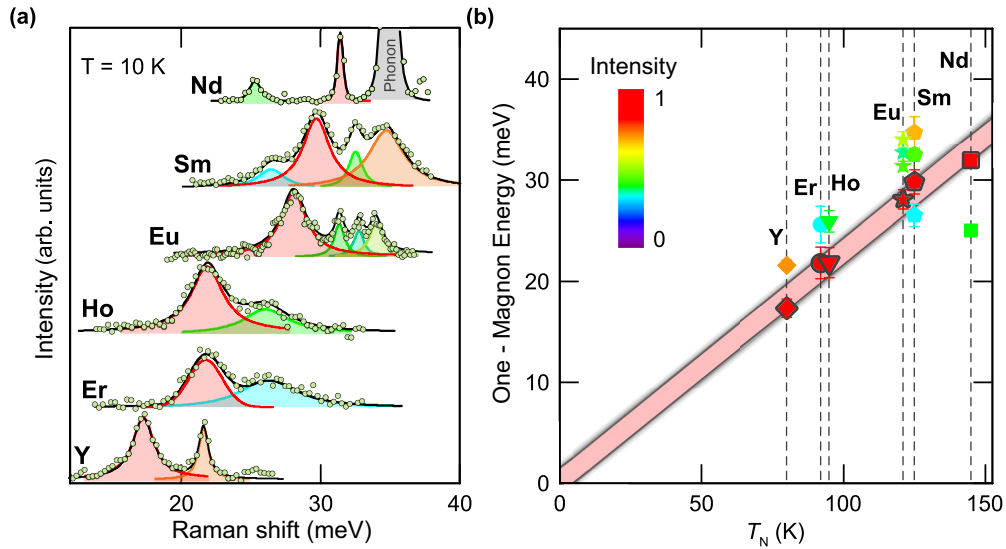 (a)
T = 10 K
Nd
Phonon
Sm
Eu
Ho
Er
Y
Intensity (arb. units)
20 30 40
Raman shift (meV)
(b)
Intensity
1
0
Nd
Sm
Eu
Er
Ho
Y
One - Magnon Energy (meV)
40
30
20
10
0
0 50 100 150
T_N (K)